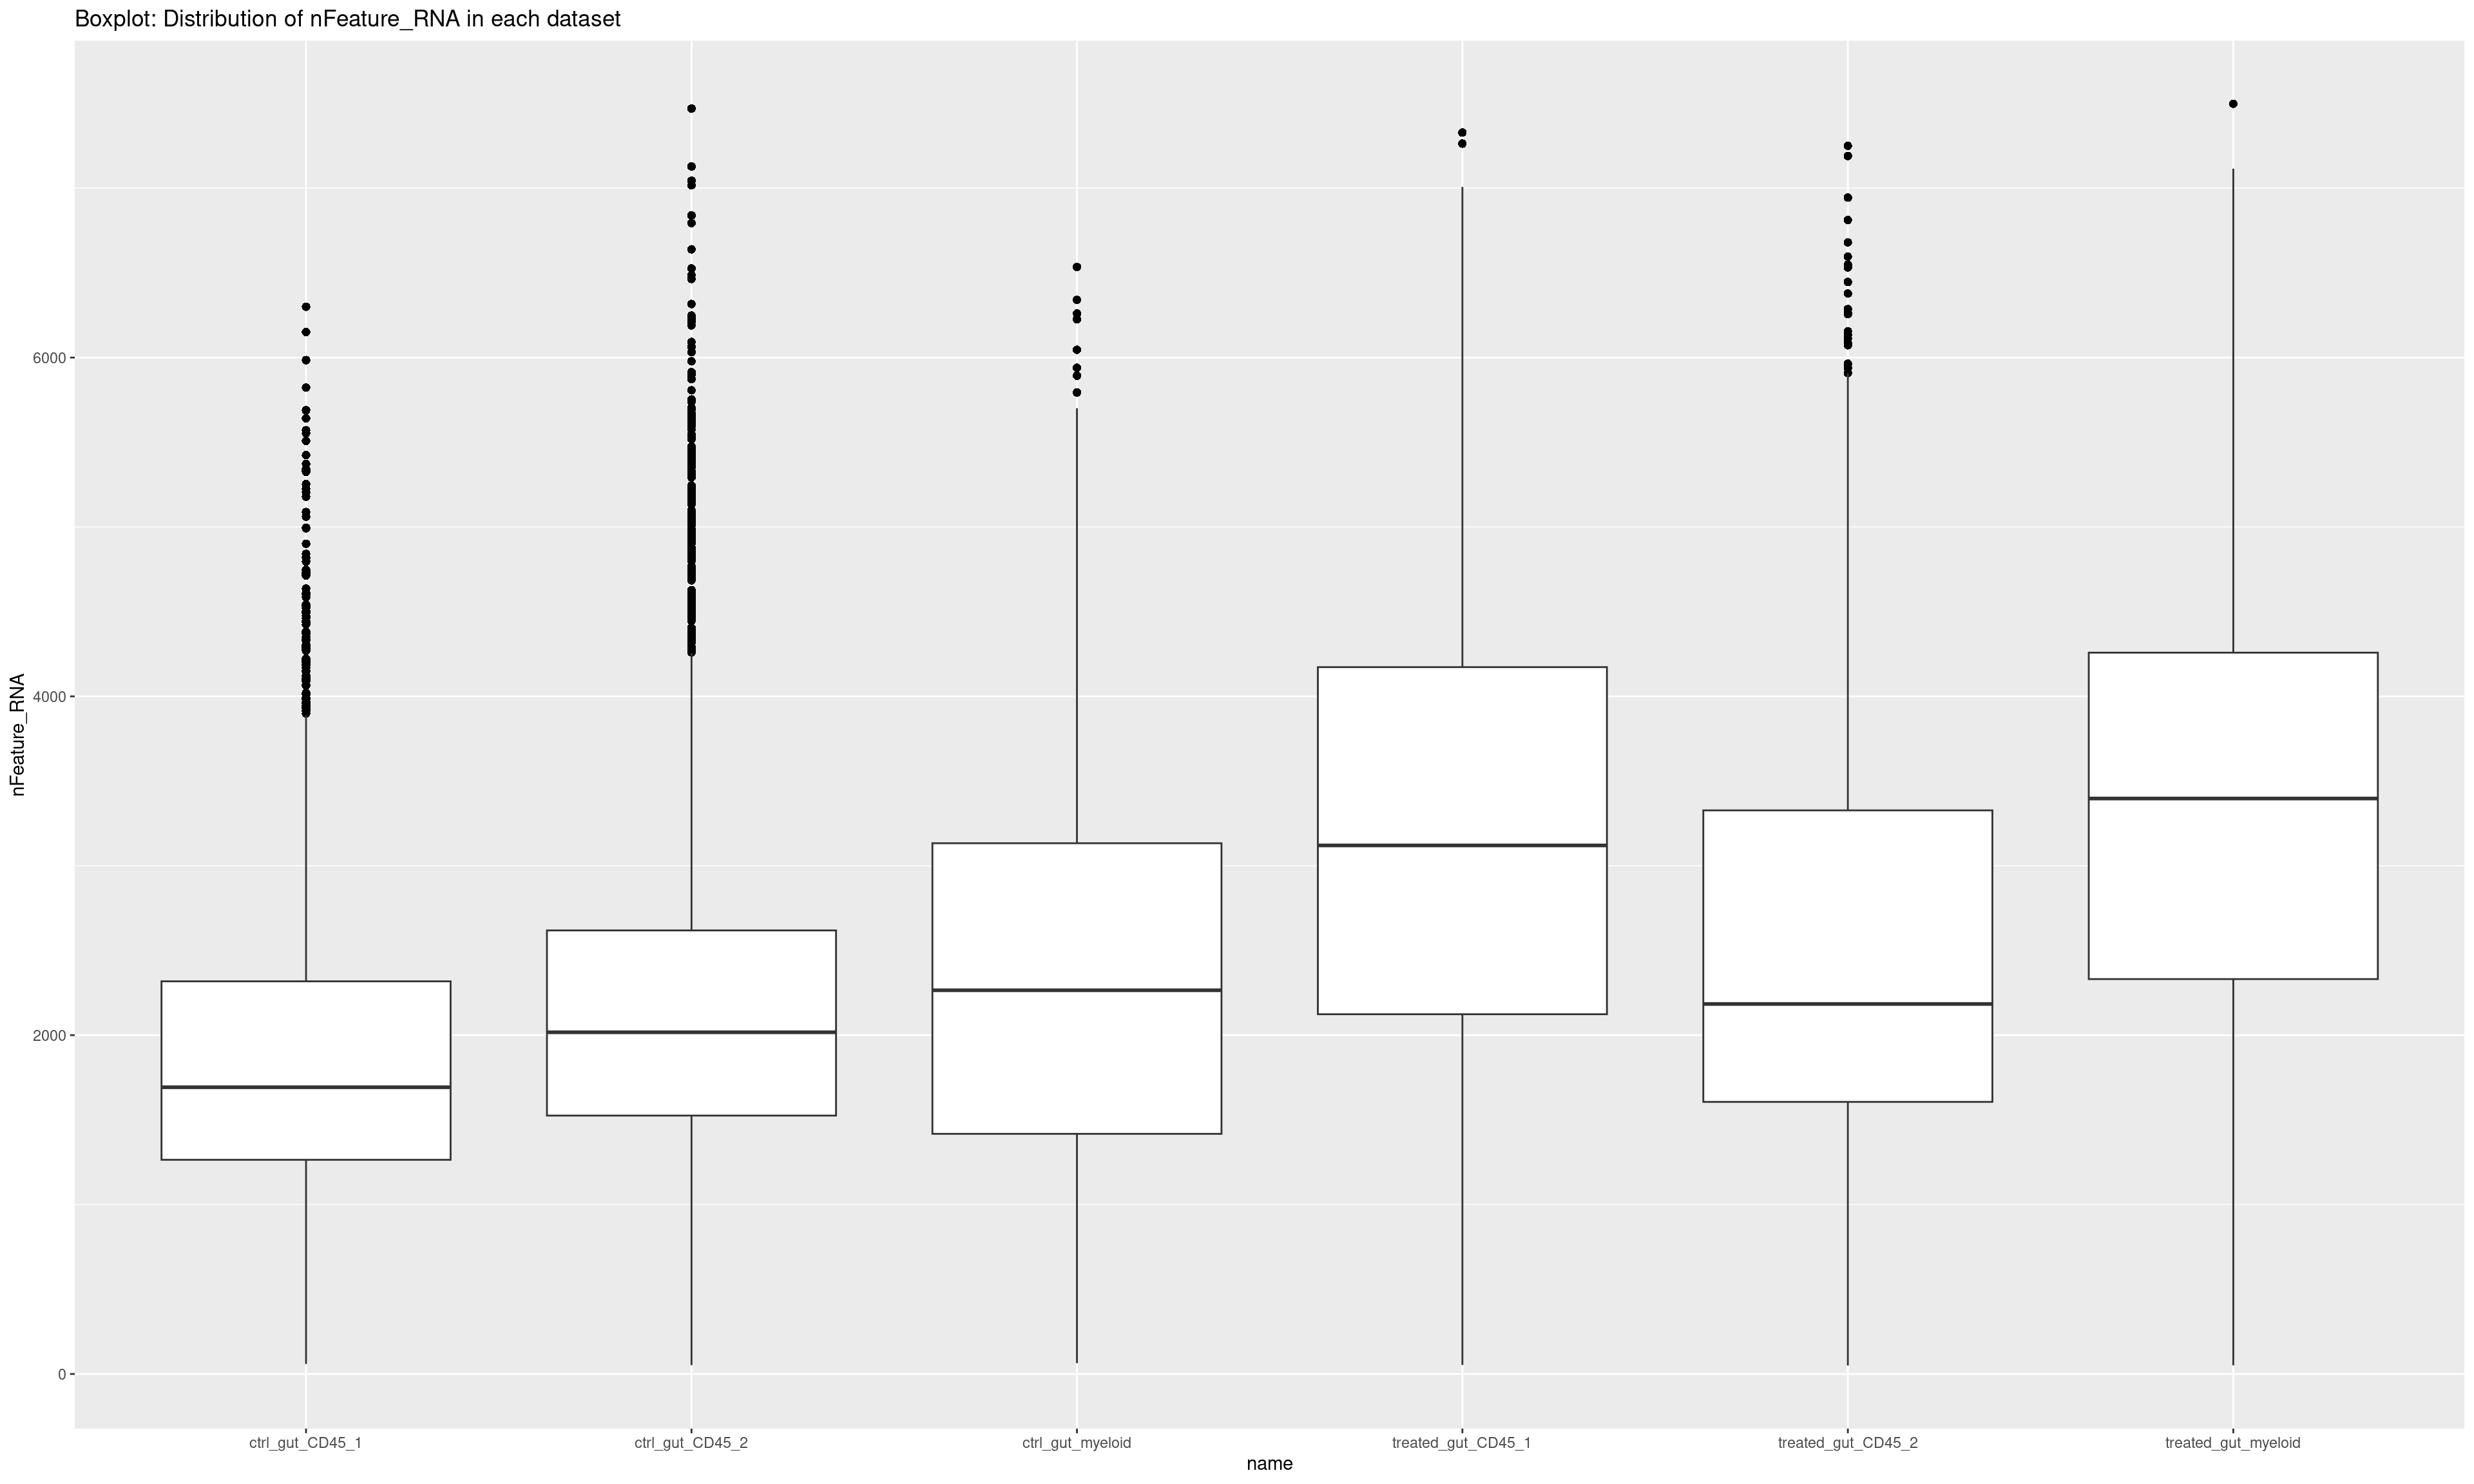 Boxplot: Distribution of nFeature_RNA in each dataset
nFeature_RNA
6000
4000
2000
0
ctrl_gut_CD45_1 ctrl_gut_CD45_2 ctrl_gut_myeloid treated_gut_CD45_1 treated_gut_CD45_2 treated_gut_myeloid
name